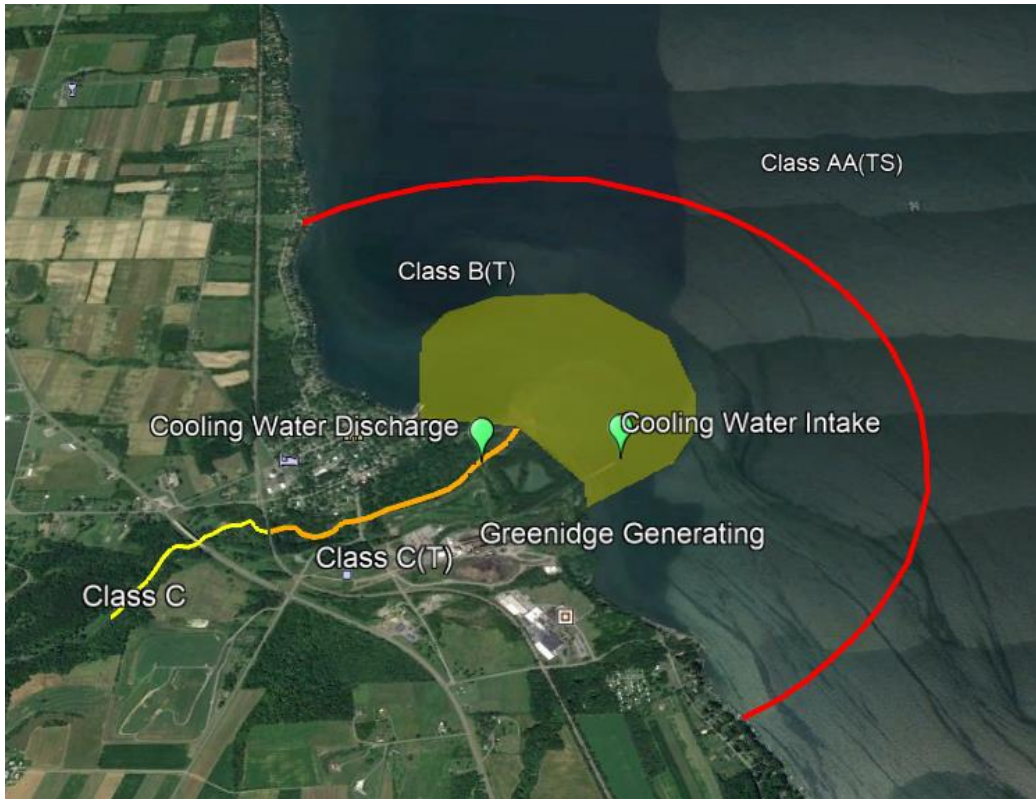 Class AA(TS)
Class B(T)
Cooling Water Discharge
Cooling Water Intake
Greenidge Generating
Class C(T)
Class C